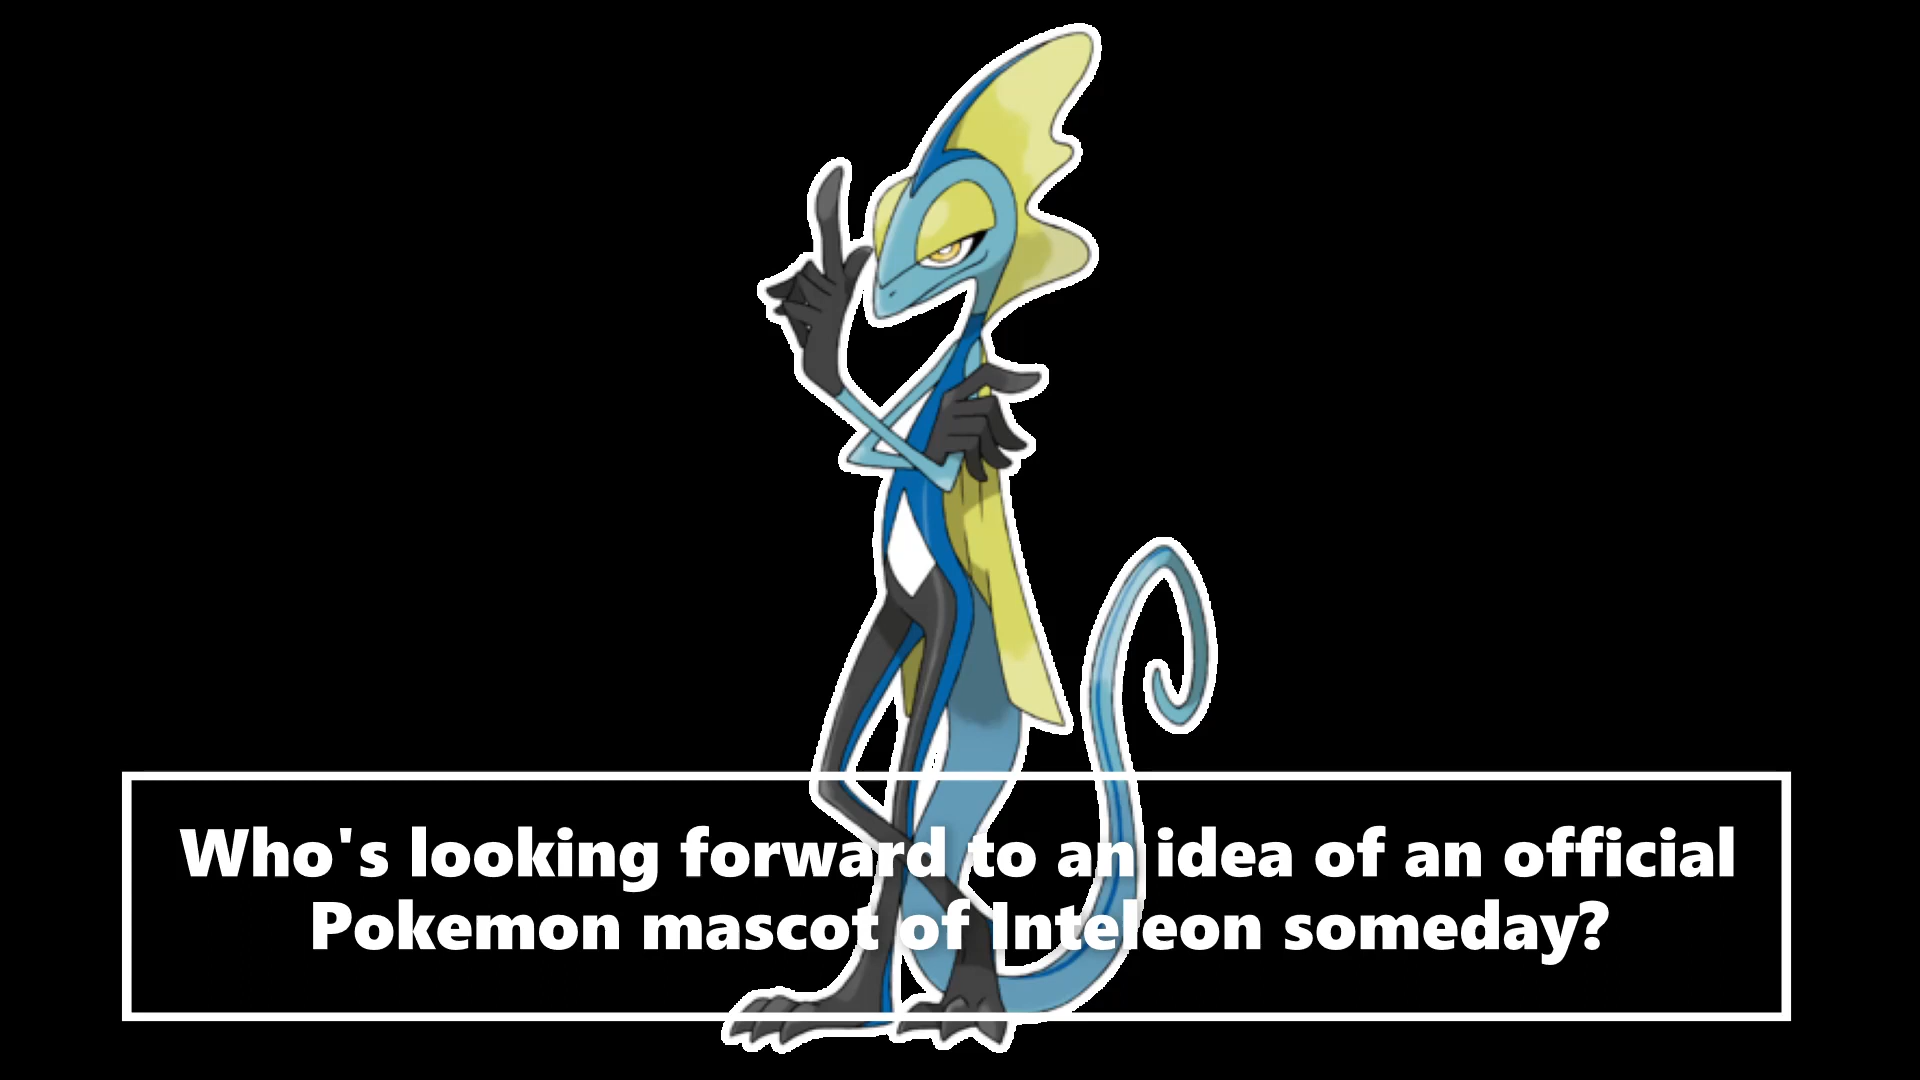 Who's looking forward to an idea of an official
Pokemon mascot of Inteleon someday?